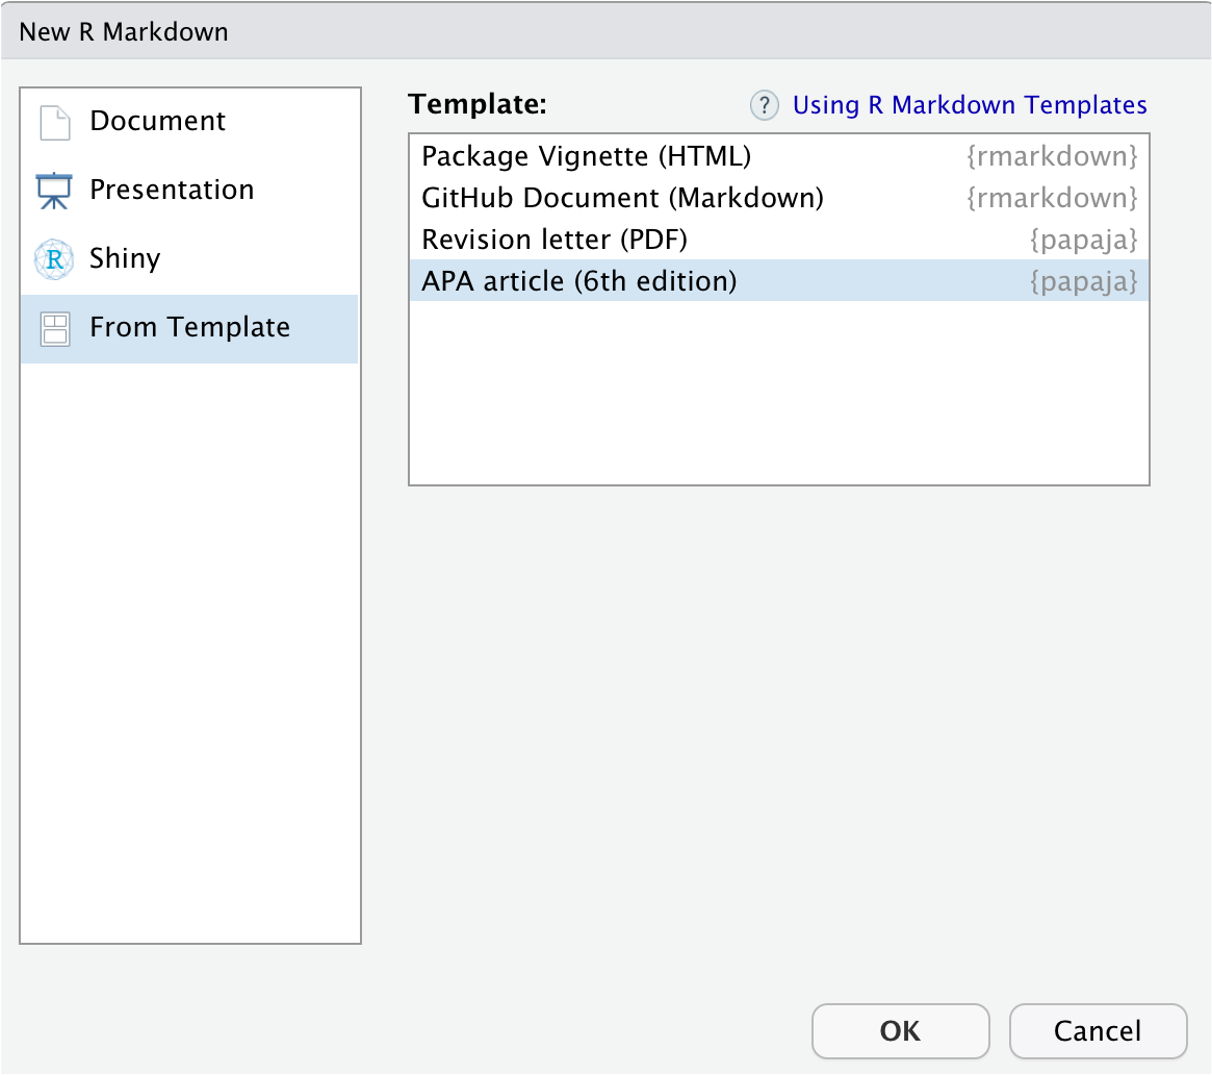 New R Markdown
Document
Presentation
R Shiny
From Template
Template:
? Using R Markdown Templates
Package Vignette (HTML) {rmarkdown}
GitHub Document (Markdown) {rmarkdown}
Revision letter (PDF) {papaja}
APA article (6th edition) {papaja}
OK Cancel